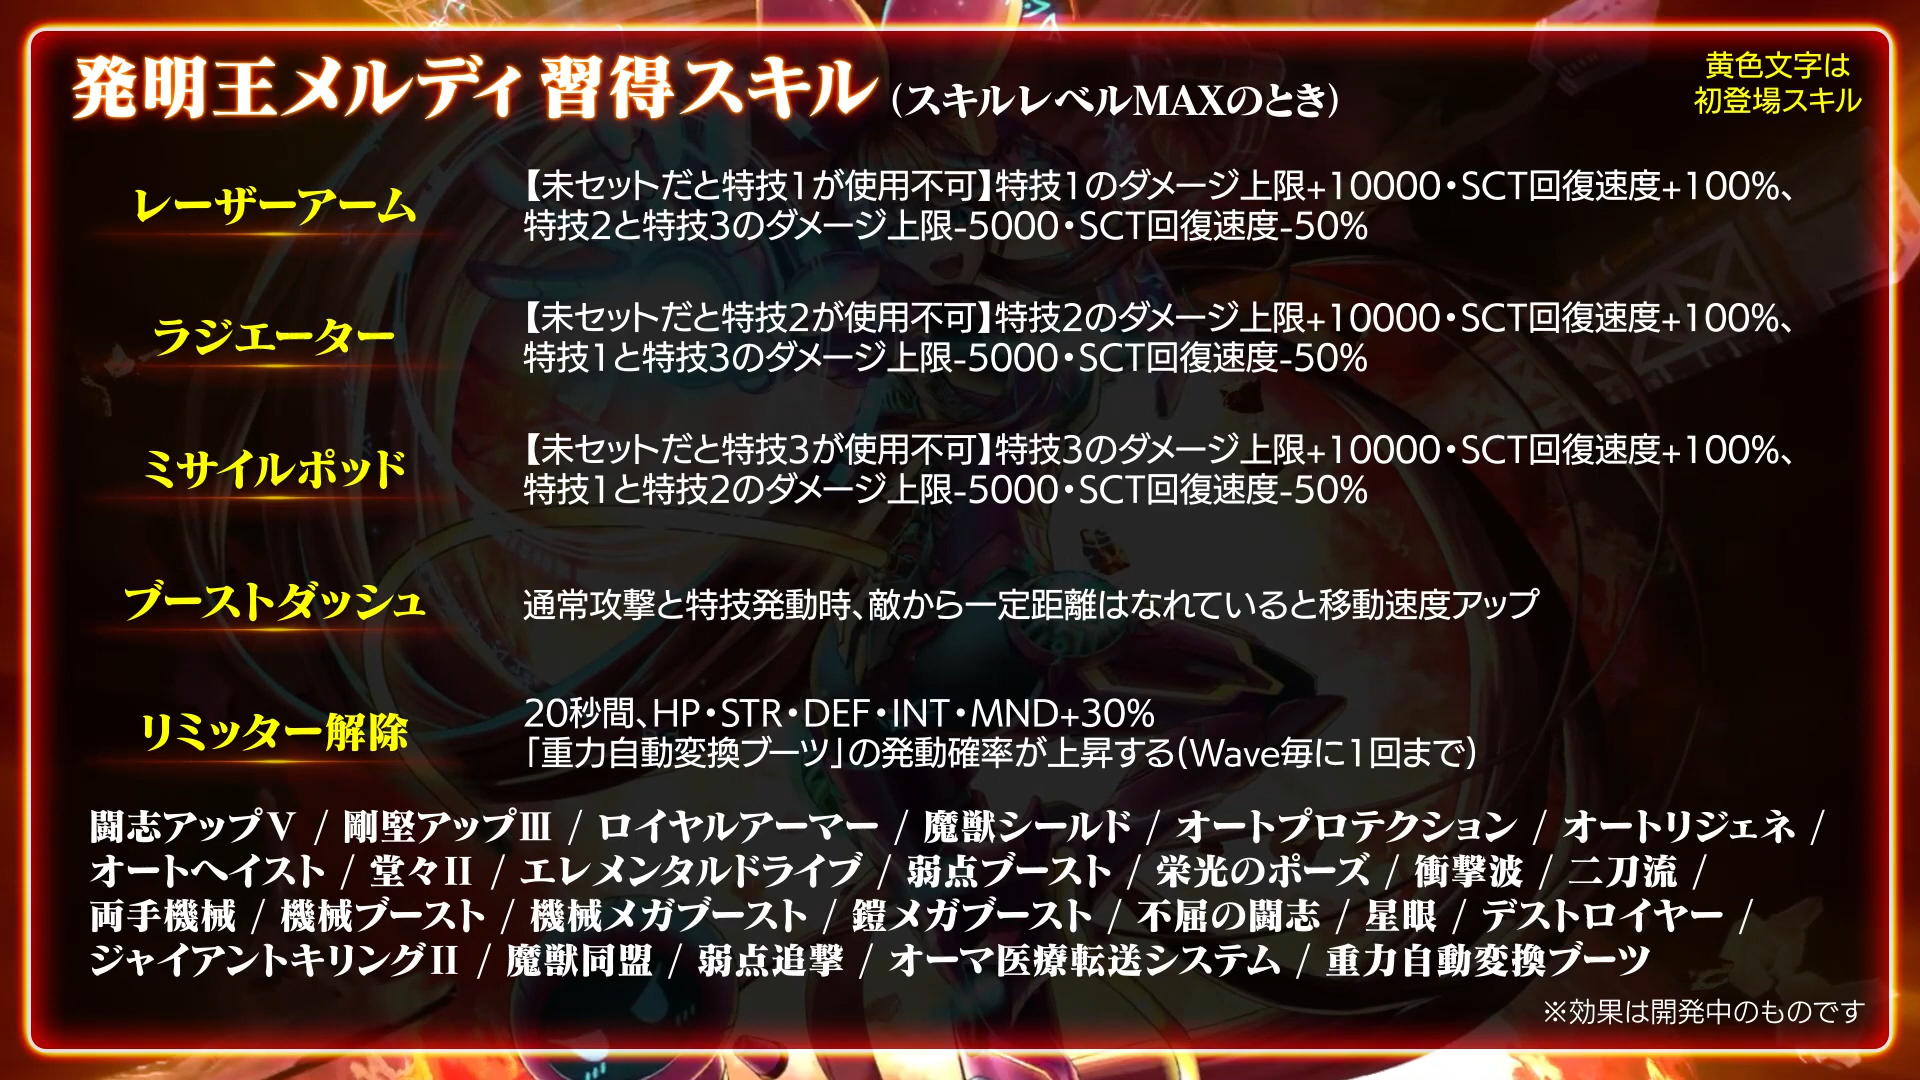 発明王メルディ 習得スキル (スキルレベルMAXのとき)
黄色文字は
初登場スキル
レーザーアーム
【未セットだと特技1が使用不可】特技1のダメージ上限+10000・SCT回復速度+100%、
特技2と特技3のダメージ上限-5000・SCT回復速度-50%
ラジエーター
【未セットだと特技2が使用不可】特技2のダメージ上限+10000・SCT回復速度+100%、
特技1と特技3のダメージ上限-5000・SCT回復速度-50%
ミサイルポッド
【未セットだと特技3が使用不可】特技3のダメージ上限+10000・SCT回復速度+100%、
特技1と特技2のダメージ上限-5000・SCT回復速度-50%
ブーストダッシュ
通常攻撃と特技発動時、敵から一定距離はなれていると移動速度アップ
リミッター解除
20秒間、HP・STR・DEF・INT・MND+30%
「重力自動変換ブーツ」の発動確率が上昇する(Wave毎に1回まで)
闘志アップⅤ / 剛堅アップⅢ / ロイヤルアーマー / 魔獣シールド / オートプロテクション / オートリジェネ /
オートヘイスト / 堂々Ⅱ / エレメンタルドライブ / 弱点ブースト / 栄光のポーズ / 衝撃波 / 二刀流 /
両手機械 / 機械ブースト / 機械メガブースト / 鎧メガブースト / 不屈の闘志 / 星眼 / デストロイヤー /
ジャイアントキリングⅡ / 魔獣同盟 / 弱点追撃 / オーマ医療転送システム / 重力自動変換ブーツ
※効果は開発中のものです